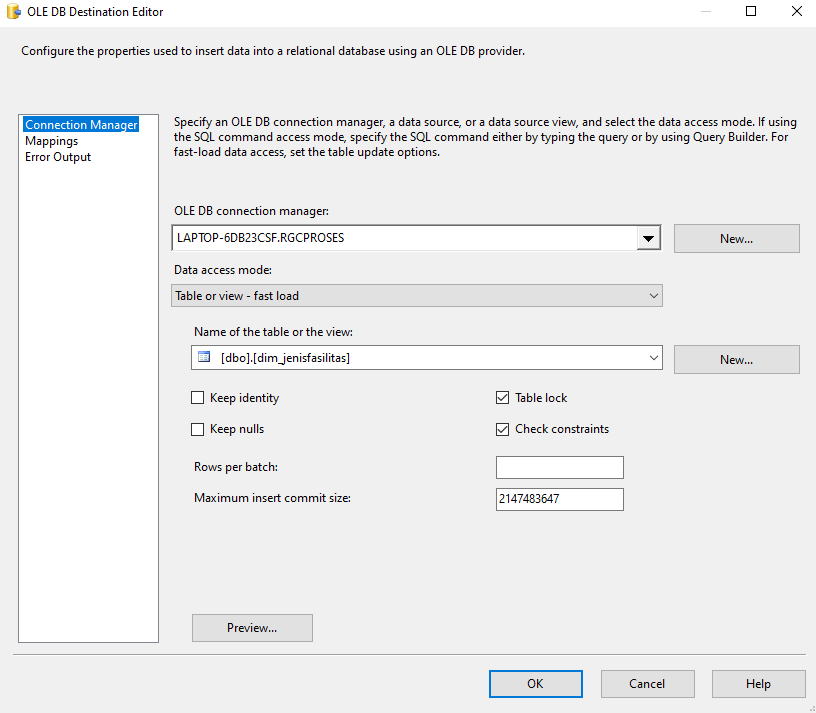 OLE DB Destination Editor
Configure the properties used to insert data into a relational database using an OLE DB provider.
Connection Manager
Mappings
Error Output
Specify an OLE DB connection manager, a data source, or a data source view, and select the data access mode. If using
the SQL command access mode, specify the SQL command either by typing the query or by using Query Builder. For
fast-load data access, set the table update options.
OLE DB connection manager:
LAPTOP-6DB23CSF.RGCPROSES
New...
Data access mode:
Table or view - fast load
Name of the table or the view:
[dbo].[dim_jenisfasilitas]
New...
Keep identity
Table lock
Keep nulls
Check constraints
Rows per batch:
Maximum insert commit size:
2147483647
Preview...
OK
Cancel
Help